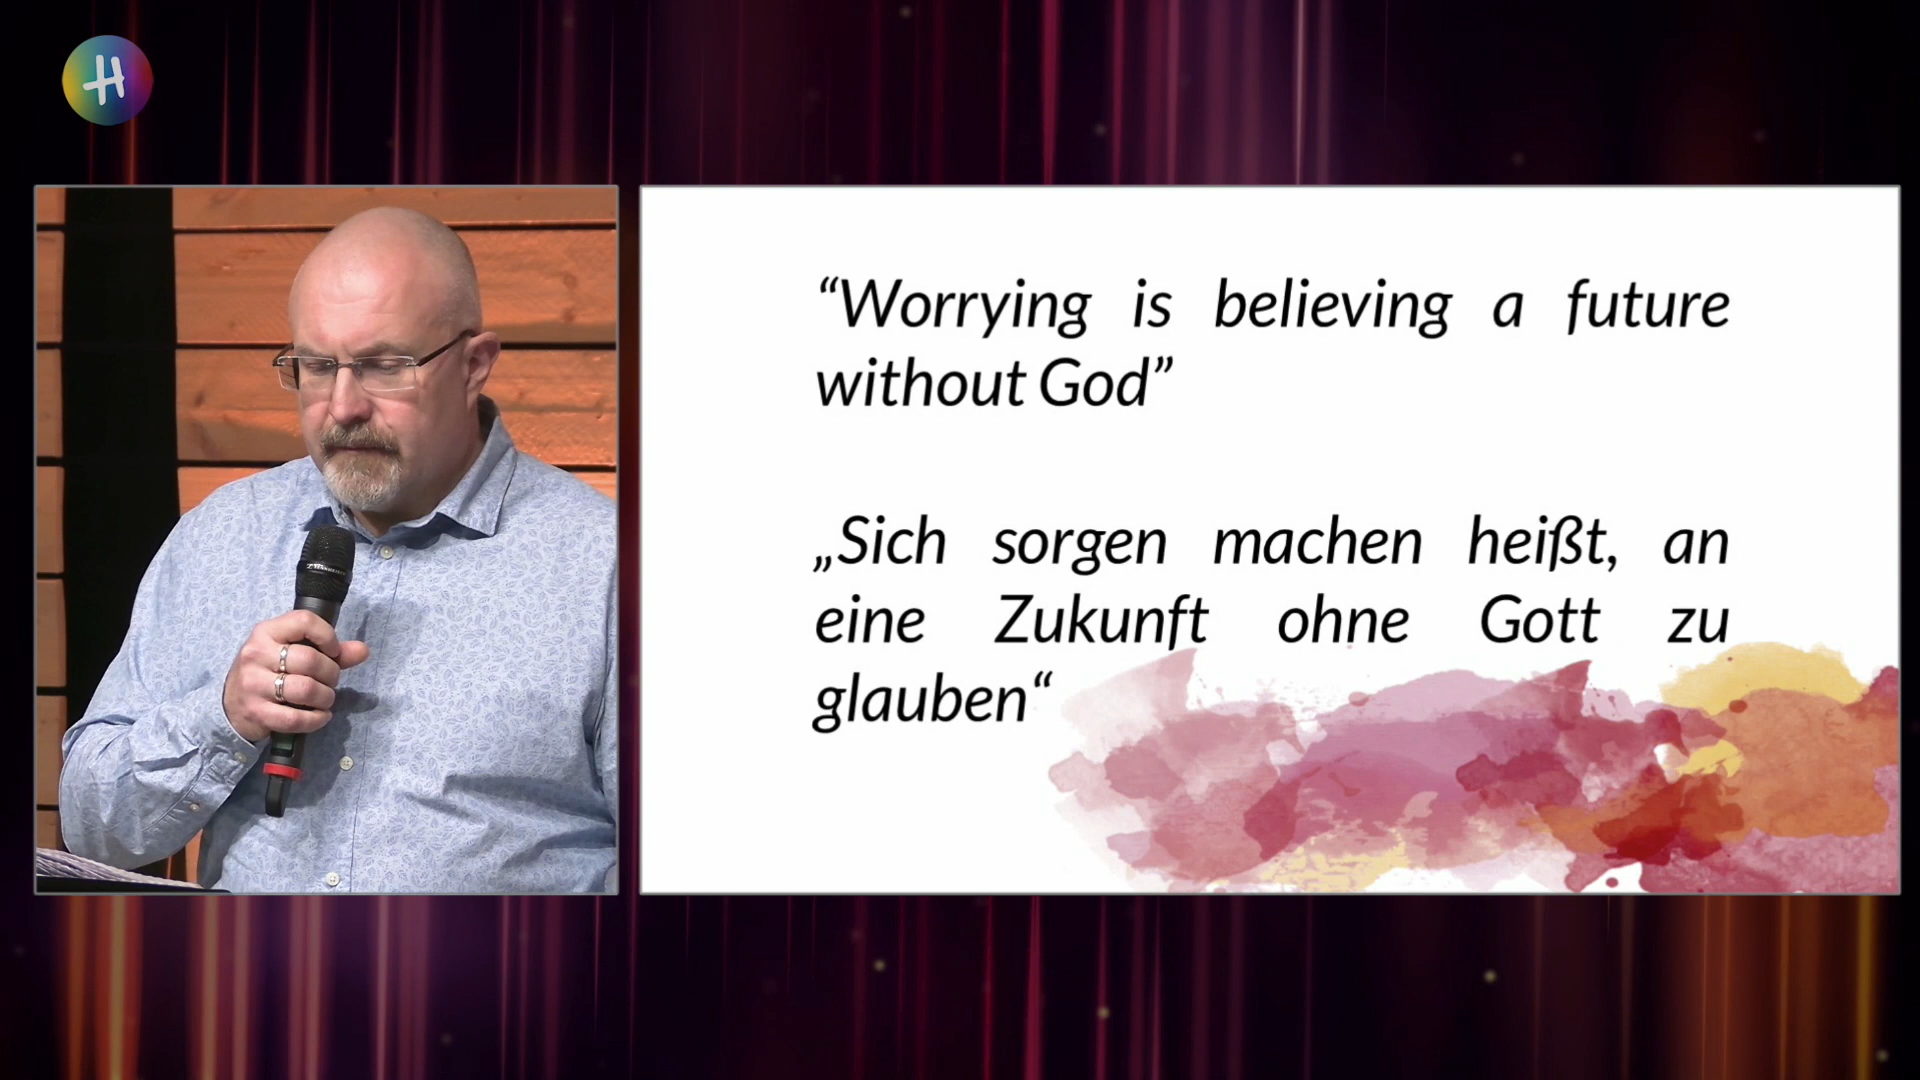 “Worrying is believing a future
without God”
„Sich sorgen machen heißt, an
eine Zukunft ohne Gott zu
glauben“